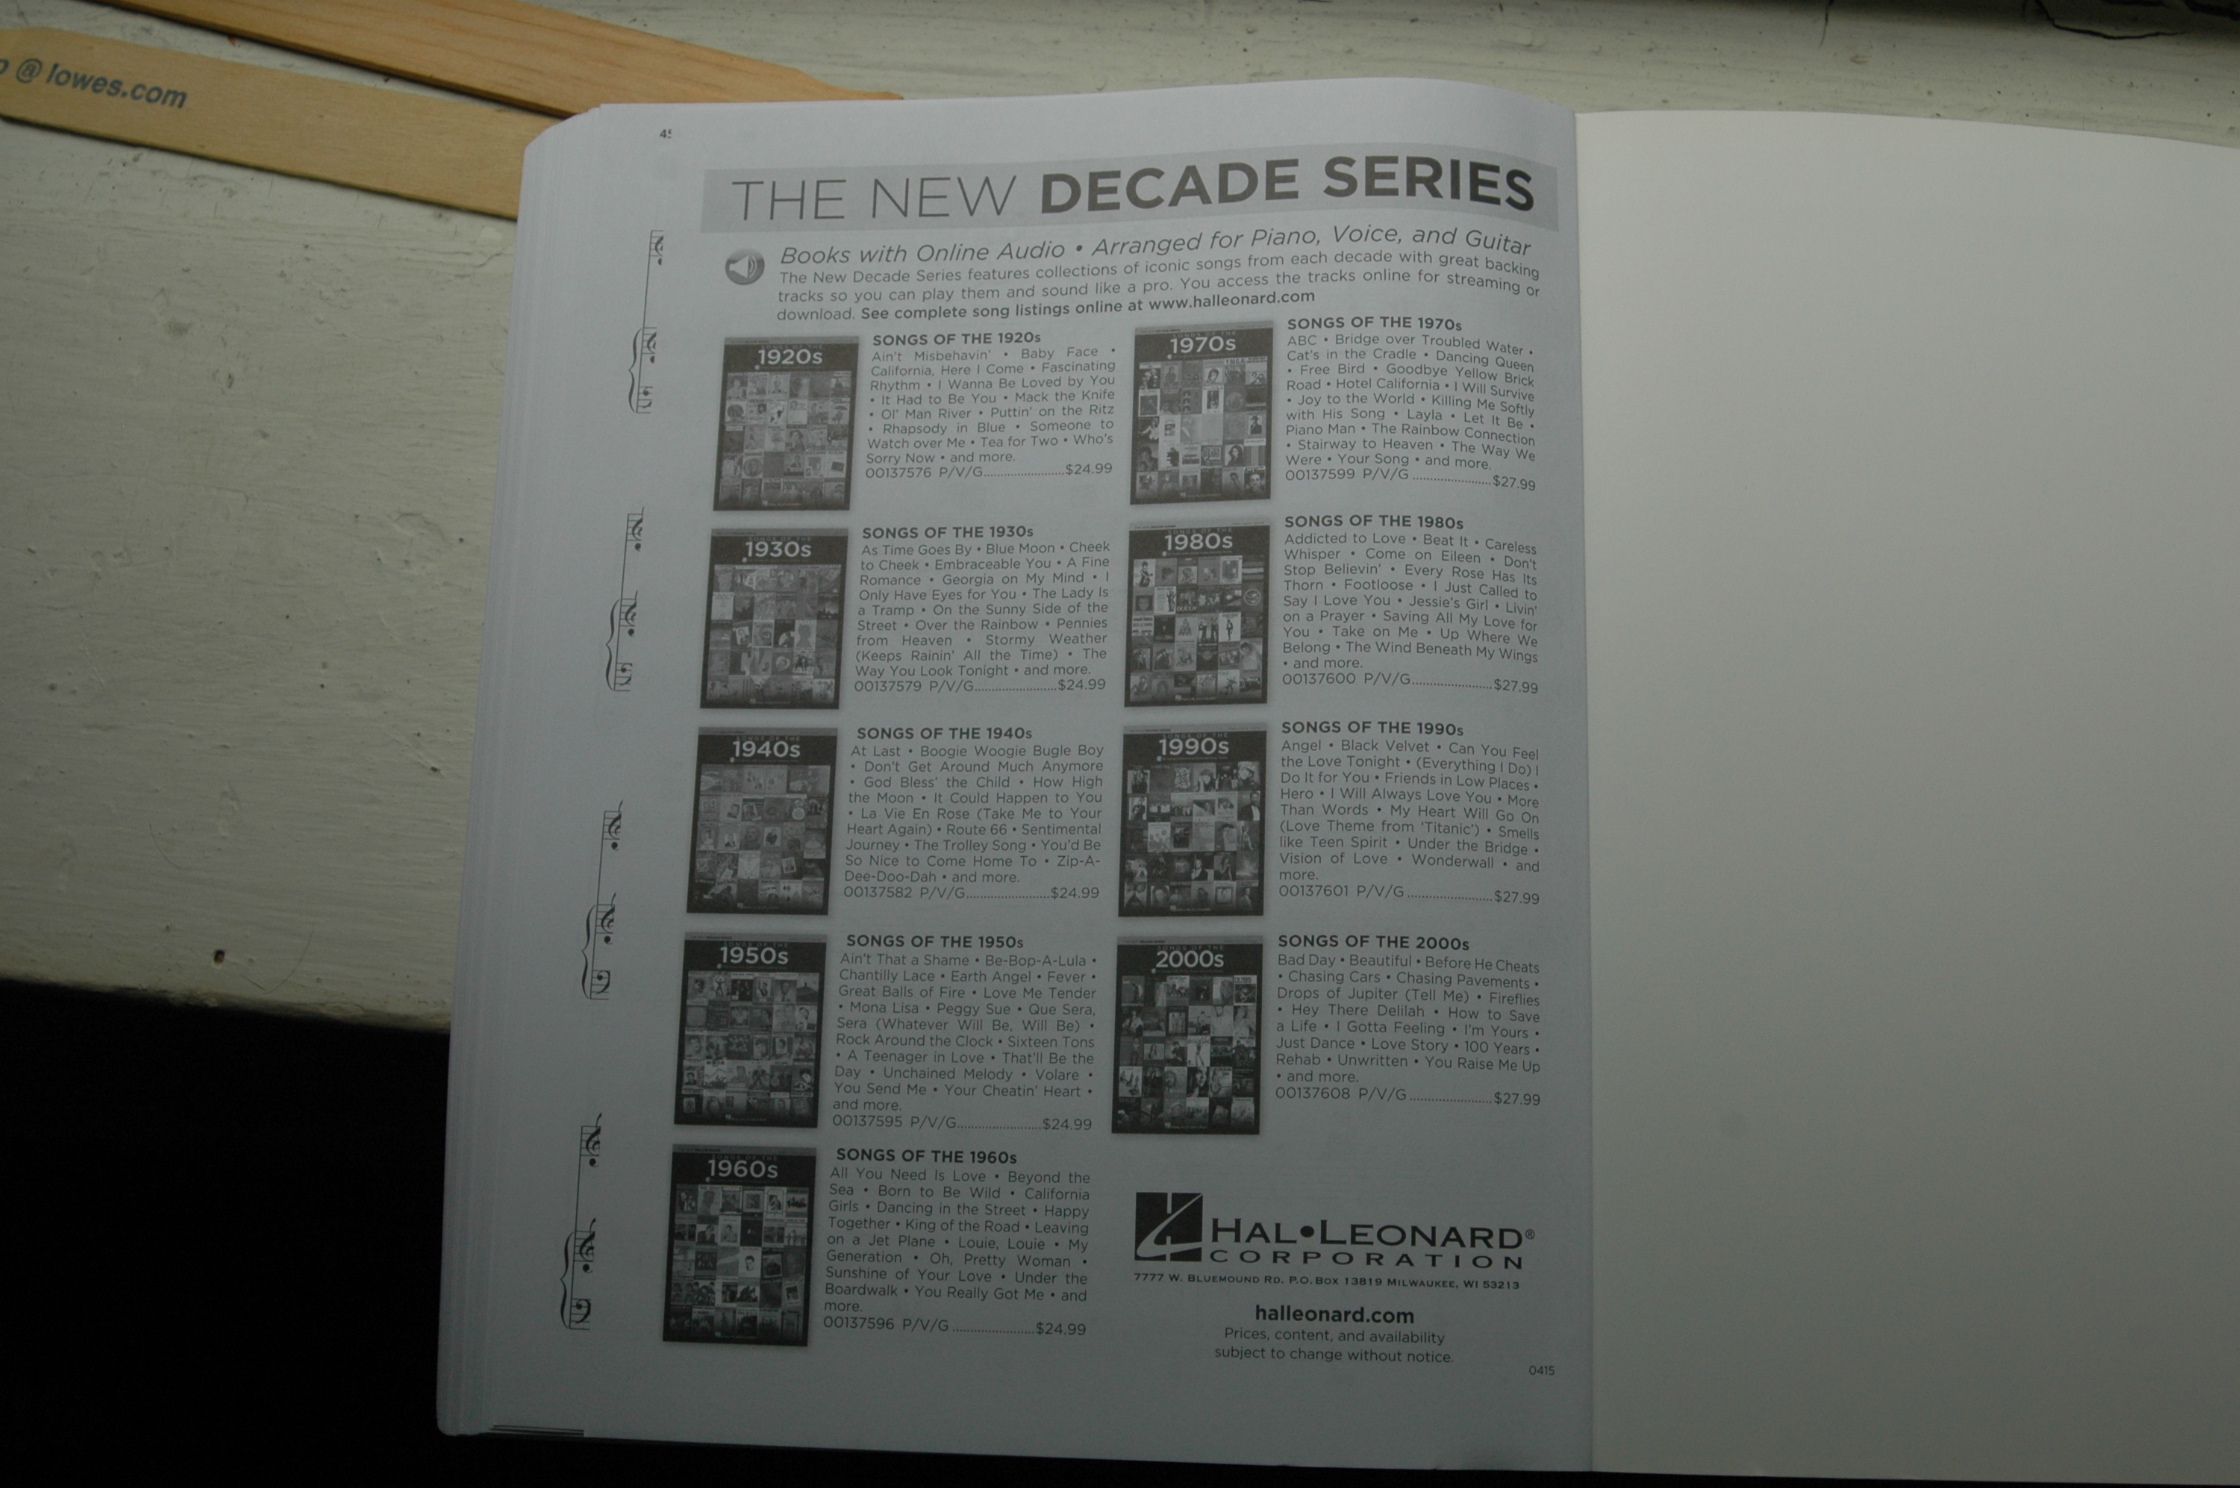 @ lowes.com
THE NEW DECADE SERIES
Books with Online Audio • Arranged for Piano, Voice, and Guitar
The New Decade Series features collections of iconic songs from each decade with great backing
tracks so you can play them and sound like a pro. You access the tracks online for streaming or
download. See complete song listings online at www.halleonard.com
1920s
SONGS OF THE 1920s
Ain't Misbehavin' • Baby Face •
California, Here I Come • Fascinating
Rhythm • I Wanna Be Loved by You
• It Had to Be You • Mack the Knife
• Ol' Man River • Puttin' on the Ritz
• Rhapsody in Blue • Someone to
Watch over Me • Tea for Two • Who's
Sorry Now • and more.
00137576 P/V/G......................$24.99
1930s
SONGS OF THE 1930s
As Time Goes By • Blue Moon • Cheek
to Cheek • Embraceable You • A Fine
Romance • Georgia on My Mind • I
Only Have Eyes for You • The Lady Is
a Tramp • On the Sunny Side of the
Street • Over the Rainbow • Pennies
from Heaven • Stormy Weather
(Keeps Rainin' All the Time) • The
Way You Look Tonight • and more.
00137579 P/V/G......................$24.99
1940s
SONGS OF THE 1940s
At Last • Boogie Woogie Bugle Boy
• Don't Get Around Much Anymore
• God Bless' the Child • How High
the Moon • It Could Happen to You
• La Vie En Rose (Take Me to Your
Heart Again) • Route 66 • Sentimental
Journey • The Trolley Song • You'd Be
So Nice to Come Home To • Zip-A-
Dee-Doo-Dah • and more.
00137582 P/V/G......................$24.99
1950s
SONGS OF THE 1950s
Ain't That a Shame • Be-Bop-A-Lula •
Chantilly Lace • Earth Angel • Fever •
Great Balls of Fire • Love Me Tender
• Mona Lisa • Peggy Sue • Que Sera,
Sera (Whatever Will Be, Will Be) •
Rock Around the Clock • Sixteen Tons
• A Teenager in Love • That'll Be the
Day • Unchained Melody • Volare •
You Send Me • Your Cheatin' Heart •
and more.
00137595 P/V/G......................$24.99
1960s
SONGS OF THE 1960s
All You Need Is Love • Beyond the
Sea • Born to Be Wild • California
Girls • Dancing in the Street • Happy
Together • King of the Road • Leaving
on a Jet Plane • Louie, Louie • My
Generation • Oh, Pretty Woman •
Sunshine of Your Love • Under the
Boardwalk • You Really Got Me • and
more.
00137596 P/V/G......................$24.99
1970s
SONGS OF THE 1970s
ABC • Bridge over Troubled Water •
Cat's in the Cradle • Dancing Queen
• Free Bird • Goodbye Yellow Brick
Road • Hotel California • I Will Survive
• Joy to the World • Killing Me Softly
with His Song • Layla • Let It Be •
Piano Man • The Rainbow Connection
• Stairway to Heaven • The Way We
Were • Your Song • and more.
00137599 P/V/G......................$27.99
1980s
SONGS OF THE 1980s
Addicted to Love • Beat It • Careless
Whisper • Come on Eileen • Don't
Stop Believin' • Every Rose Has Its
Thorn • Footloose • I Just Called to
Say I Love You • Jessie's Girl • Livin'
on a Prayer • Saving All My Love for
You • Take on Me • Up Where We
Belong • The Wind Beneath My Wings
• and more.
00137600 P/V/G......................$27.99
1990s
SONGS OF THE 1990s
Angel • Black Velvet • Can You Feel
the Love Tonight • (Everything I Do) I
Do It for You • Friends in Low Places •
Hero • I Will Always Love You • More
Than Words • My Heart Will Go On
(Love Theme from 'Titanic') • Smells
like Teen Spirit • Under the Bridge •
Vision of Love • Wonderwall • and
more.
00137601 P/V/G......................$27.99
2000s
SONGS OF THE 2000s
Bad Day • Beautiful • Before He Cheats
• Chasing Cars • Chasing Pavements •
Drops of Jupiter (Tell Me) • Fireflies
• Hey There Delilah • How to Save
a Life • I Gotta Feeling • I'm Yours •
Just Dance • Love Story • 100 Years •
Rehab • Unwritten • You Raise Me Up
• and more.
00137608 P/V/G......................$27.99
HAL•LEONARD®
CORPORATION
7777 W. BLUEMOUND RD. P.O. BOX 13819 MILWAUKEE, WI 53213
halleonard.com
Prices, content, and availability
subject to change without notice.
0415